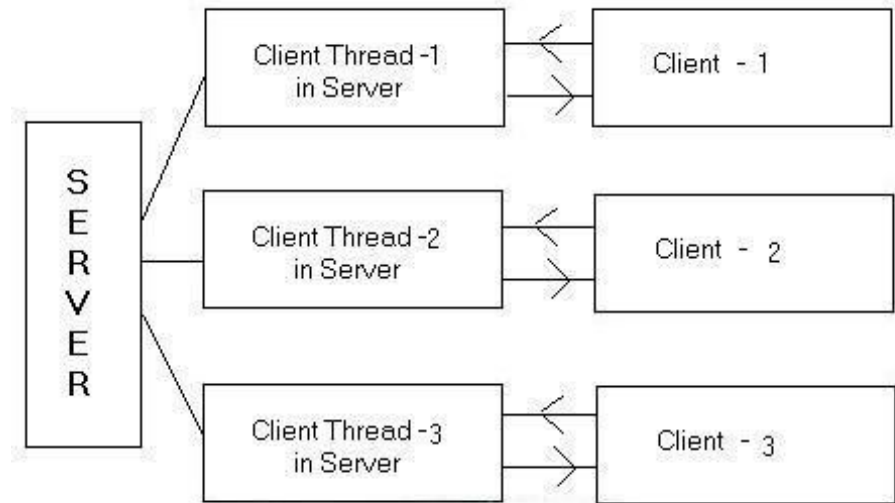 SERVER
Client Thread -1
in Server
Client - 1
Client Thread -2
in Server
Client - 2
Client Thread -3
in Server
Client - 3